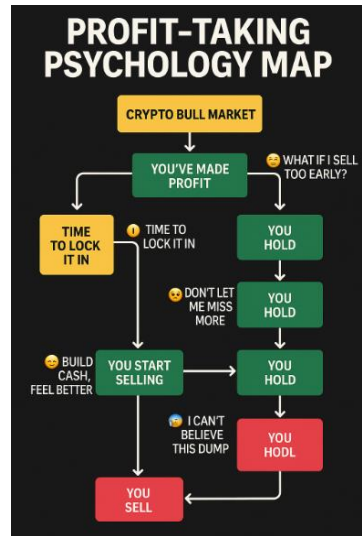 PROFIT-TAKING
PSYCHOLOGY MAP
CRYPTO BULL MARKET
YOU'VE MADE
PROFIT
WHAT IF I SELL
TOO EARLY?
TIME
TO LOCK
IT IN
TIME TO
LOCK IT IN
YOU
HOLD
DON'T LET
ME MISS
MORE
YOU
HOLD
BUILD
CASH,
FEEL BETTER
YOU START
SELLING
YOU
HOLD
I CAN'T
BELIEVE
THIS DUMP
YOU
HODL
YOU
SELL